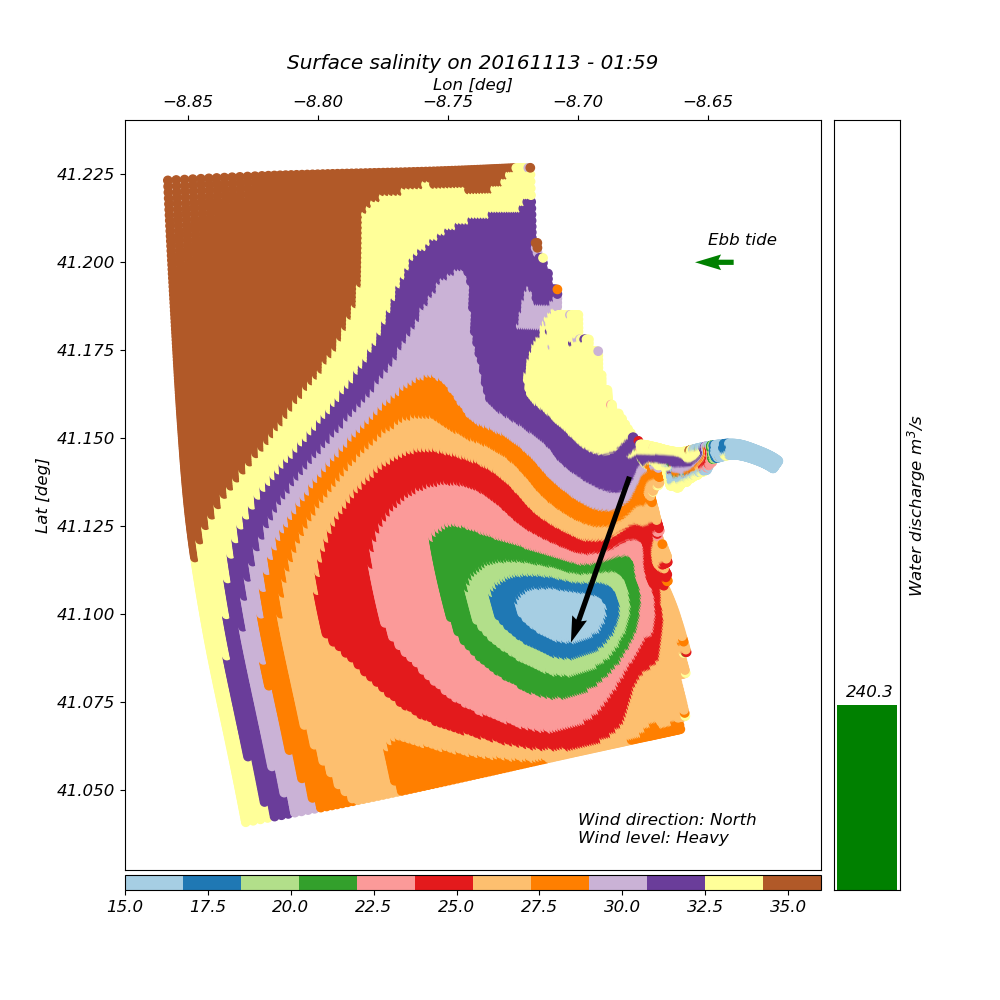 Surface salinity on 20161113 - 01:59
Lon [deg]
−8.85 −8.80 −8.75 −8.70 −8.65
41.225
41.200
41.175
41.150
41.125
41.100
41.075
41.050
Lat [deg]
Ebb tide
Wind direction: North
Wind level: Heavy
240.3
Water discharge m³/s
15.0 17.5 20.0 22.5 25.0 27.5 30.0 32.5 35.0